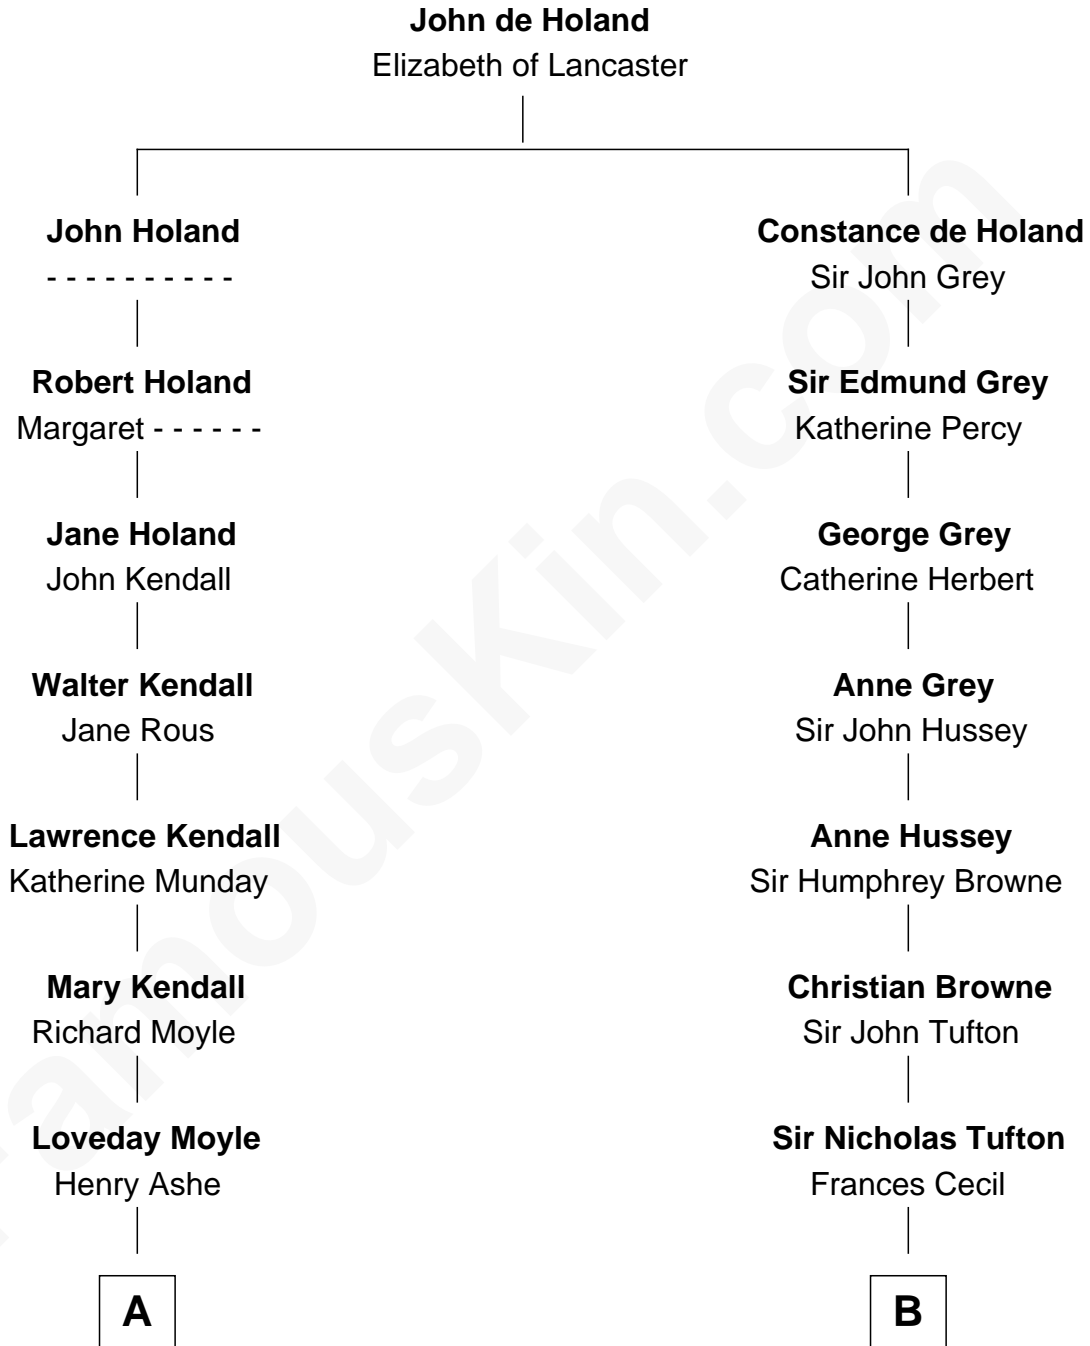 John de Holand
Elizabeth of Lancaster
John Holand
- - - - - - - - - -
Constance de Holand
Sir John Grey
Robert Holand
Margaret - - - - - -
Sir Edmund Grey
Katherine Percy
Jane Holand
John Kendall
George Grey
Catherine Herbert
Walter Kendall
Jane Rous
Anne Grey
Sir John Hussey
Lawrence Kendall
Katherine Munday
Anne Hussey
Sir Humphrey Browne
Mary Kendall
Richard Moyle
Christian Browne
Sir John Tufton
Loveday Moyle
Henry Ashe
Sir Nicholas Tufton
Frances Cecil
A
B
FamousKin.com